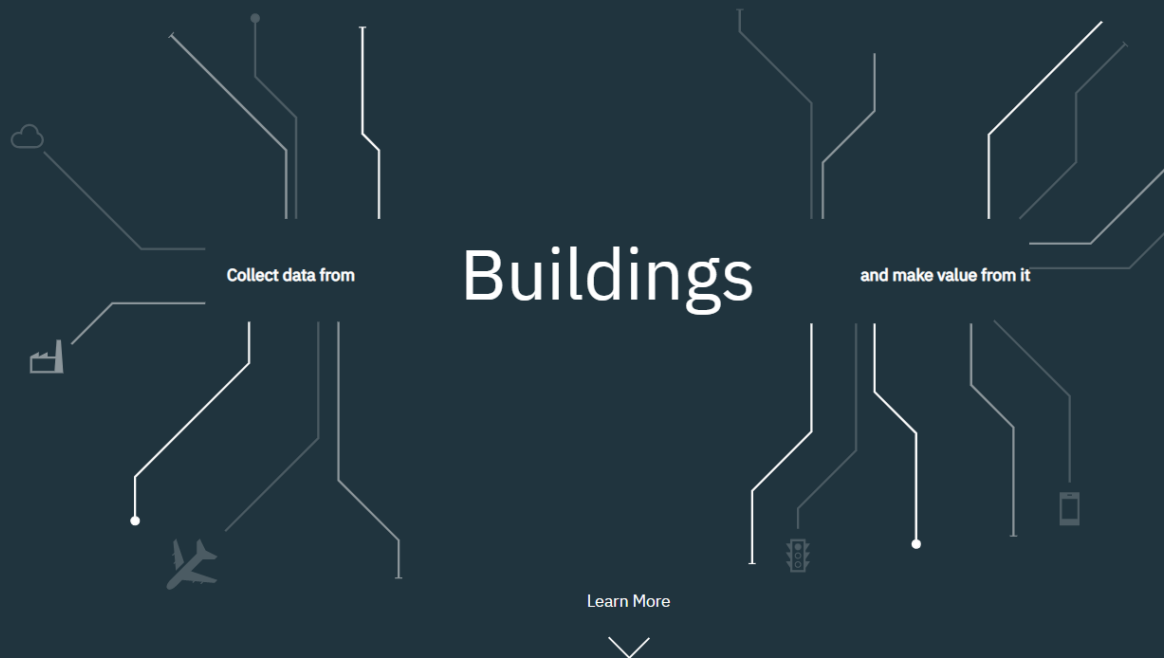 Collect data from
Buildings
and make value from it
Learn More